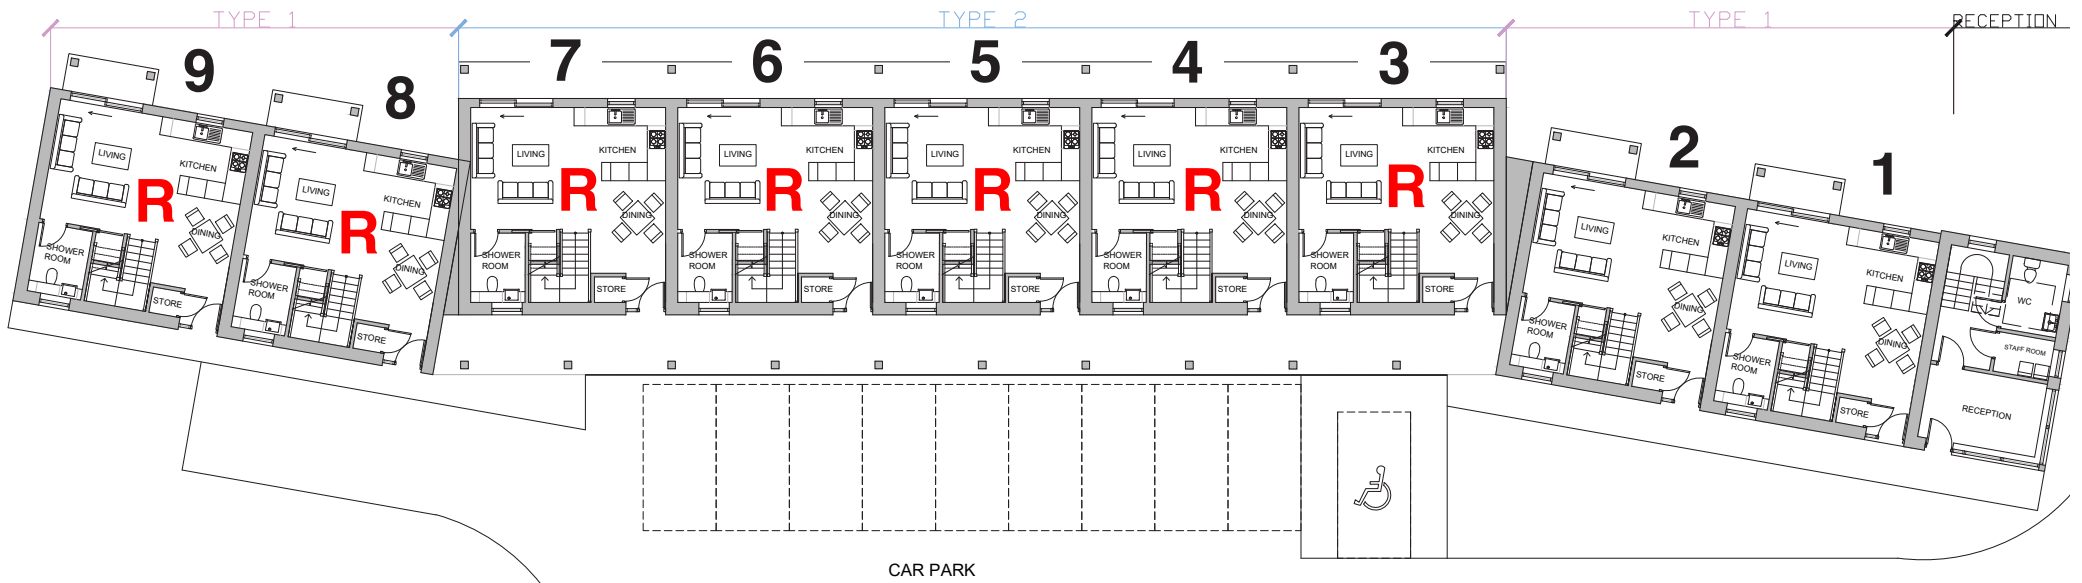 TYPE 1
TYPE 2
TYPE 1
RECEPTION
9
8
7
6
5
4
3
2
1
LIVING
KITCHEN
R
DINING
SHOWER
ROOM
STORE
LIVING
KITCHEN
R
DINING
SHOWER
ROOM
STORE
LIVING
KITCHEN
R
DINING
SHOWER
ROOM
STORE
LIVING
KITCHEN
R
DINING
SHOWER
ROOM
STORE
LIVING
KITCHEN
R
DINING
SHOWER
ROOM
STORE
LIVING
KITCHEN
R
DINING
SHOWER
ROOM
STORE
LIVING
KITCHEN
R
DINING
SHOWER
ROOM
STORE
LIVING
KITCHEN
DINING
SHOWER
ROOM
STORE
LIVING
KITCHEN
DINING
SHOWER
ROOM
STORE
WC
STAFF ROOM
RECEPTION
CAR PARK